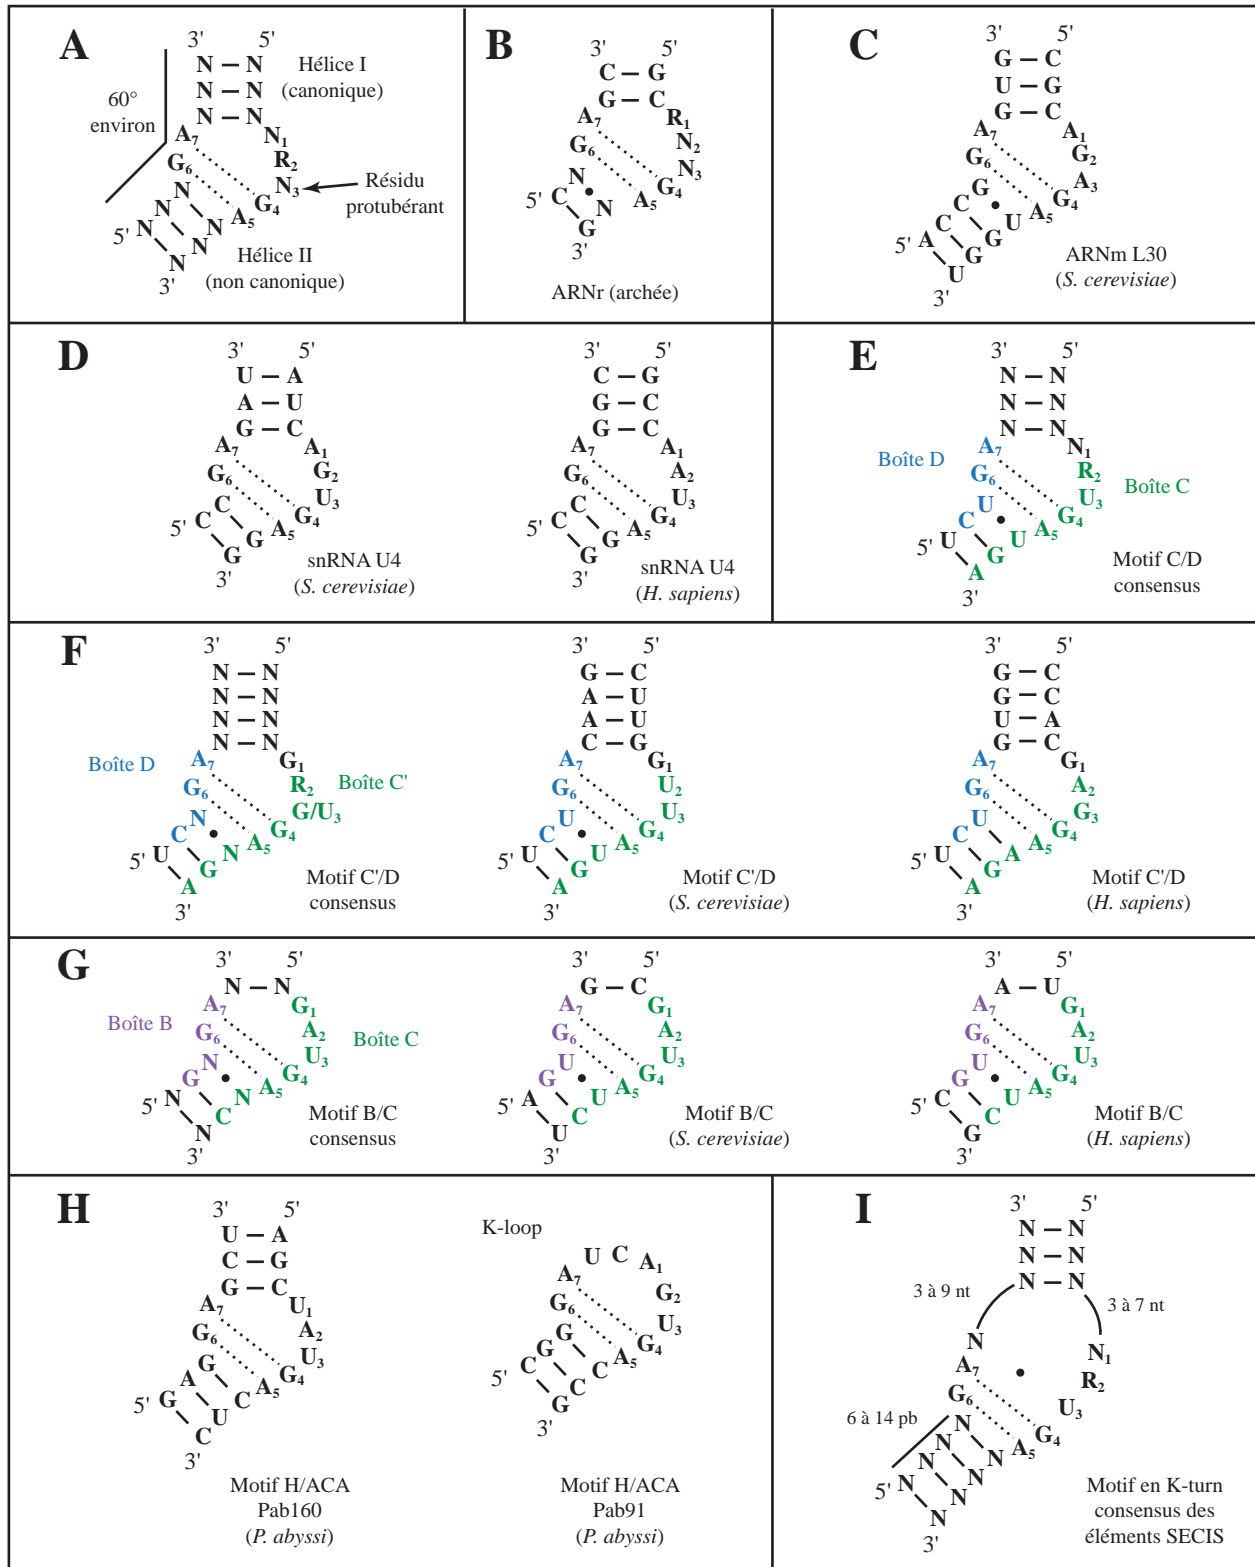 A
3' 5'
N N
N N
N N
Hélice I
(canonique)
60°
environ
A7
N1
G6
R2
N3
Résidu
protubérant
N
N
N
G4
A5
N
N
N
5'
3'
Hélice II
(non canonique)
B
3' 5'
C G
G C
A7
R1
G6
N2
N3
N
G4
C
A5
N
5'
G
3'
ARNr (archée)
C
3' 5'
G C
U G
G C
A7
A1
G6
G2
A3
G
G4
C
A5
C
U
A
G
5'
G
U
3'
ARNm L30
(S. cerevisiae)
D
3' 5'
U A
A U
G C
A7
A1
G6
G2
U3
C
G4
C
A5
5'
G
G
3'
snRNA U4
(S. cerevisiae)
3' 5'
C G
G C
G C
A7
A1
G6
A2
U3
C
G4
C
A5
5'
G
G
3'
snRNA U4
(H. sapiens)
E
3' 5'
N N
N N
N N
Boîte D
A7
N1
G6
R2
U3
Boîte C
U
G4
C
A5
U
5'
U
G
A
3'
Motif C/D
consensus
F
3' 5'
N N
N N
N N
N N
Boîte D
A7
G1
G6
R2
Boîte C'
G/U3
N
G4
C
A5
U
5'
N
G
A
3'
Motif C'/D
consensus
3' 5'
G C
A U
A U
C G
A7
G1
G6
U2
U3
U
G4
C
A5
U
5'
U
G
A
3'
Motif C'/D
(S. cerevisiae)
3' 5'
G C
G C
U A
G C
A7
G1
G6
A2
G3
U
G4
C
A5
U
5'
A
G
A
3'
Motif C'/D
(H. sapiens)
G
3' 5'
N N
Boîte B
A7
G1
G6
A2
Boîte C
U3
N
G4
G
A5
N
5'
N
C
N
3'
Motif B/C
consensus
3' 5'
G C
A7
G1
G6
A2
U3
U
G4
G
A5
A
5'
U
C
U
3'
Motif B/C
(S. cerevisiae)
3' 5'
A U
A7
G1
G6
A2
U3
U
G4
G
A5
C
5'
U
C
G
3'
Motif B/C
(H. sapiens)
H
3' 5'
U A
C G
G C
A7
U1
G6
A2
U3
G
G4
A
A5
G
5'
C
U
C
3'
Motif H/ACA
Pab160
(P. abyssi)
K-loop
U C
A7
A1
G6
G2
U3
G
G4
G
A5
C
5'
C
C
G
3'
Motif H/ACA
Pab91
(P. abyssi)
I
3' 5'
N N
N N
N N
3 à 9 nt
3 à 7 nt
N
N1
A7
R2
G6
U3
6 à 14 pb
G4
A5
N
N
N
N
N
N
N
N
5'
3'
Motif en K-turn
consensus des
éléments SECIS